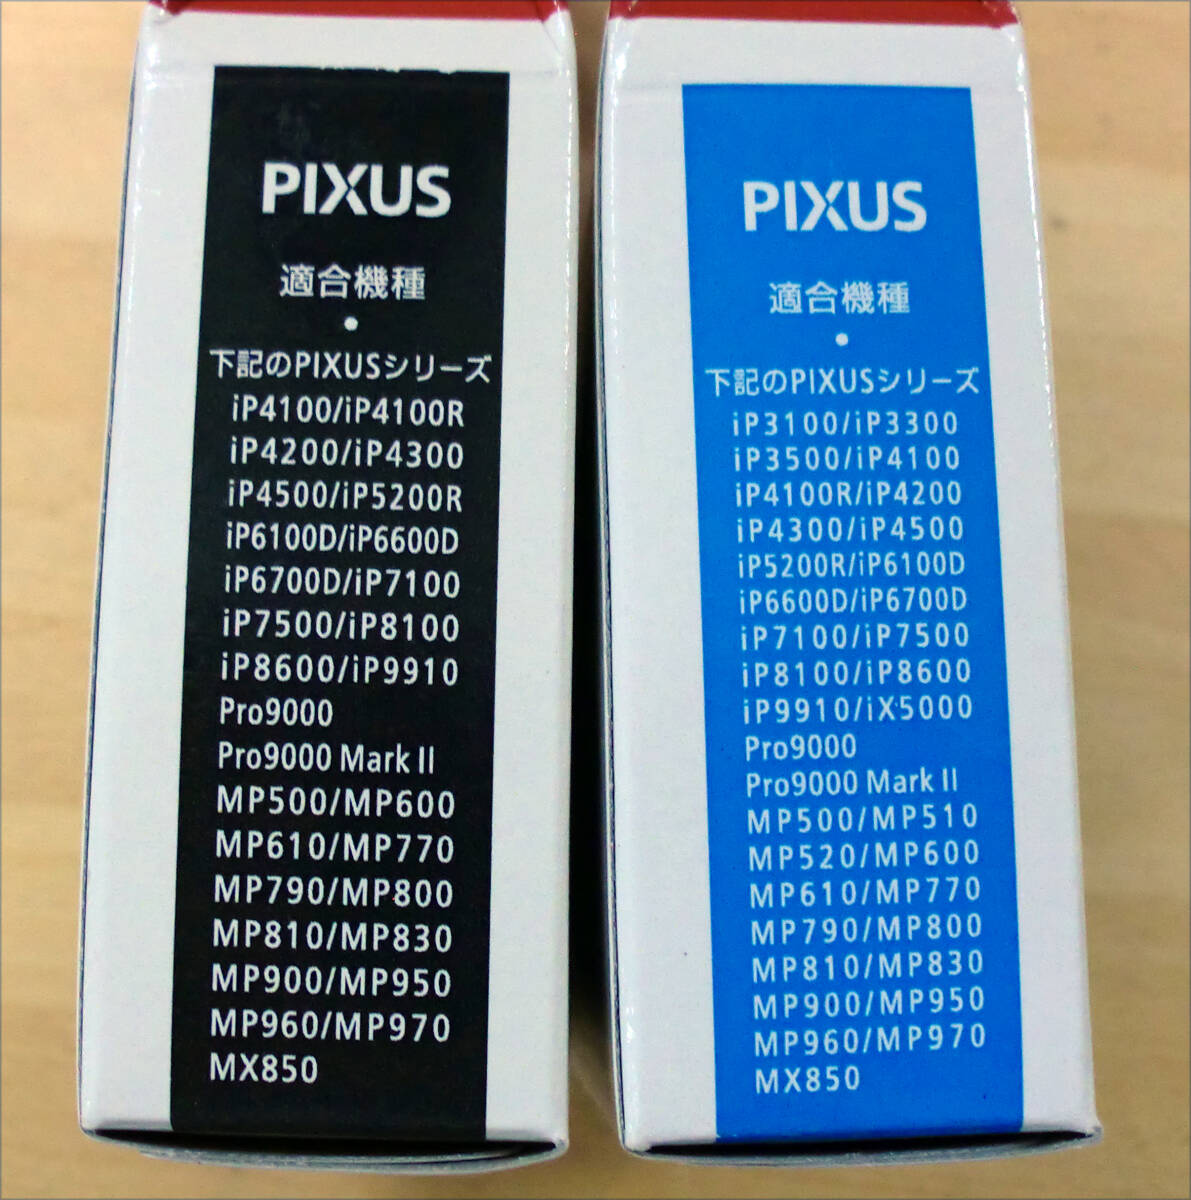 PIXUS
適合機種
●
下記のPIXUSシリーズ
iP4100/iP4100R
iP4200/iP4300
iP4500/iP5200R
iP6100D/iP6600D
iP6700D/iP7100
iP7500/iP8100
iP8600/iP9910
Pro9000
Pro9000 Mark II
MP500/MP600
MP610/MP770
MP790/MP800
MP810/MP830
MP900/MP950
MP960/MP970
MX850
PIXUS
適合機種
●
下記のPIXUSシリーズ
iP3100/iP3300
iP3500/iP4100
iP4100R/iP4200
iP4300/iP4500
iP5200R/iP6100D
iP6600D/iP6700D
iP7100/iP7500
iP8100/iP8600
iP9910/iX5000
Pro9000
Pro9000 Mark II
MP500/MP510
MP520/MP600
MP610/MP770
MP790/MP800
MP810/MP830
MP900/MP950
MP960/MP970
MX850